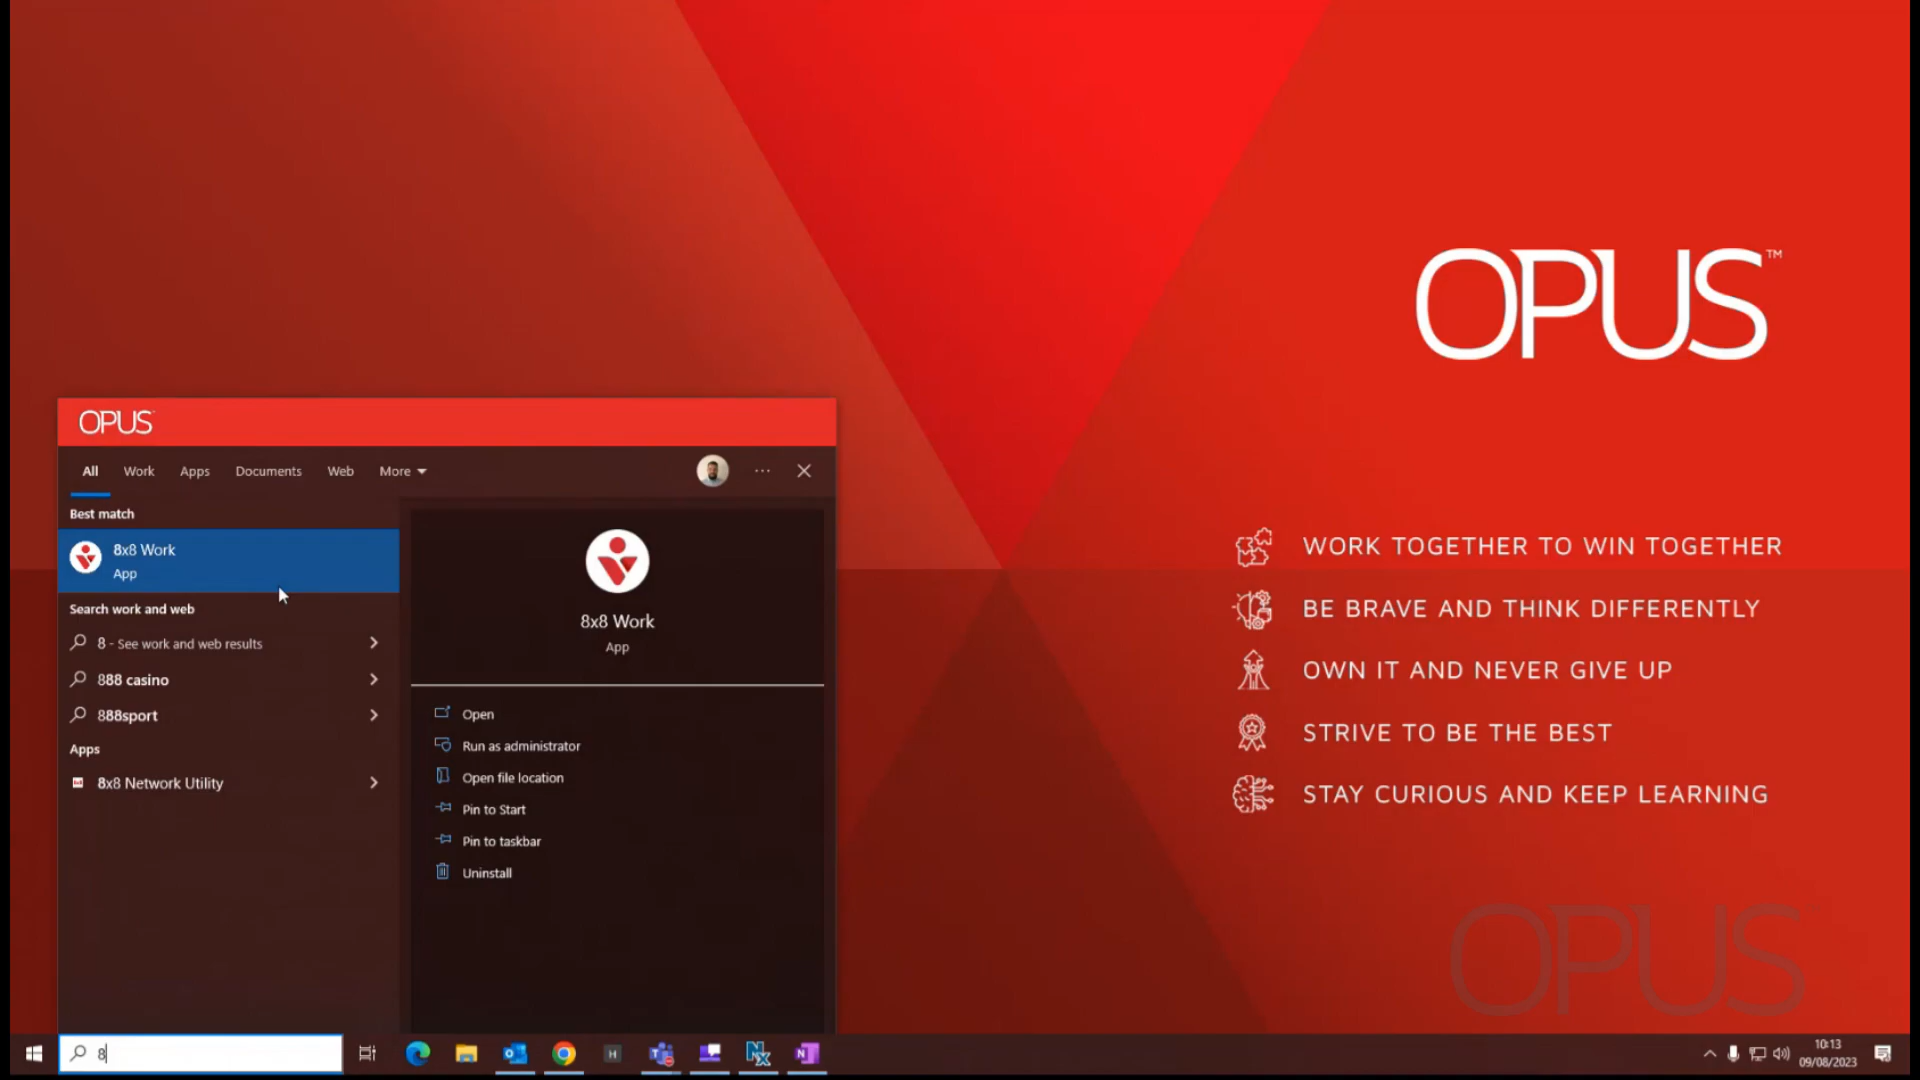 OPUS™
WORK TOGETHER TO WIN TOGETHER
BE BRAVE AND THINK DIFFERENTLY
OWN IT AND NEVER GIVE UP
STRIVE TO BE THE BEST
STAY CURIOUS AND KEEP LEARNING
OPUS
OPUS
All Work Apps Documents Web More
Best match
8x8 Work
App
Search work and web
8 - See work and web results
888 casino
888sport
Apps
8x8 Network Utility
8x8 Work
App
Open
Run as administrator
Open file location
Pin to Start
Pin to taskbar
Uninstall
8
H
N
10:13
09/08/2023